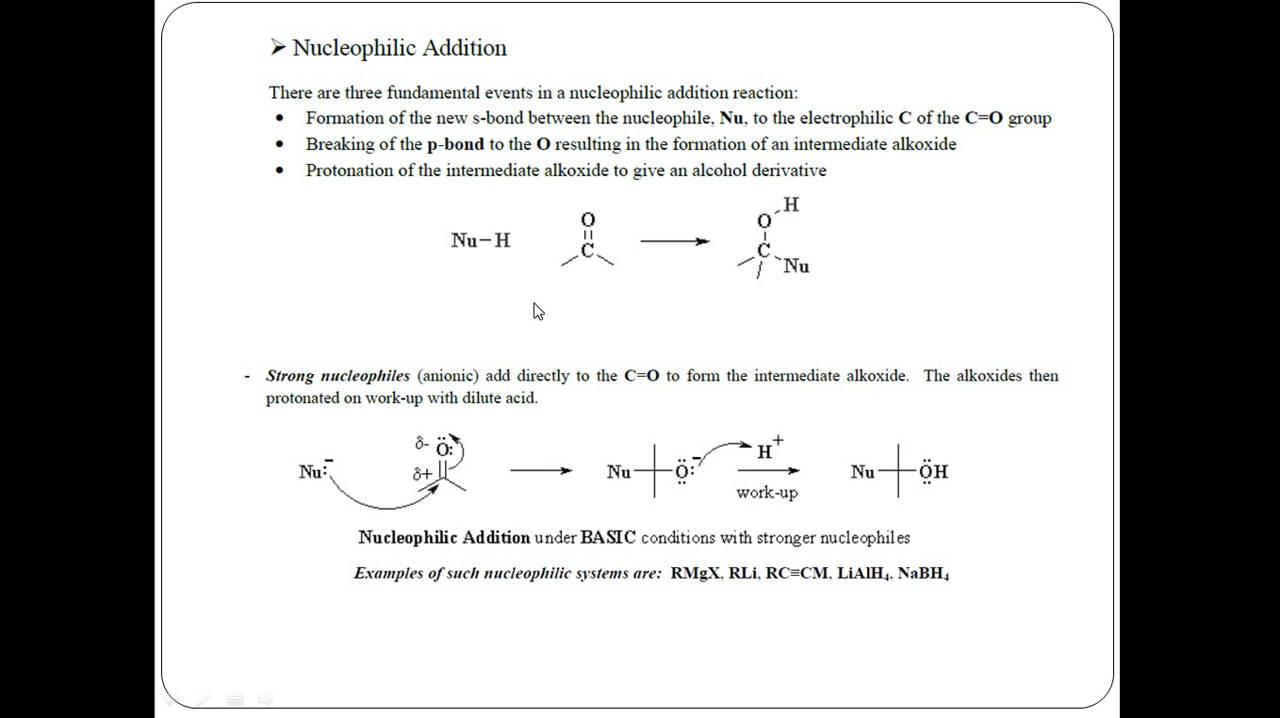 ➢ Nucleophilic Addition
There are three fundamental events in a nucleophilic addition reaction:
• Formation of the new s-bond between the nucleophile, Nu, to the electrophilic C of the C=O group
• Breaking of the p-bond to the O resulting in the formation of an intermediate alkoxide
• Protonation of the intermediate alkoxide to give an alcohol derivative
Nu–H O C O H C Nu
- Strong nucleophiles (anionic) add directly to the C=O to form the intermediate alkoxide. The alkoxides then
protonated on work-up with dilute acid.
Nu:⁻ δ- Ö: δ+ Nu Ö:⁻ H⁺ work-up Nu ÖH
Nucleophilic Addition under BASIC conditions with stronger nucleophiles
Examples of such nucleophilic systems are: RMgX, RLi, RC≡CM, LiAlH₄, NaBH₄